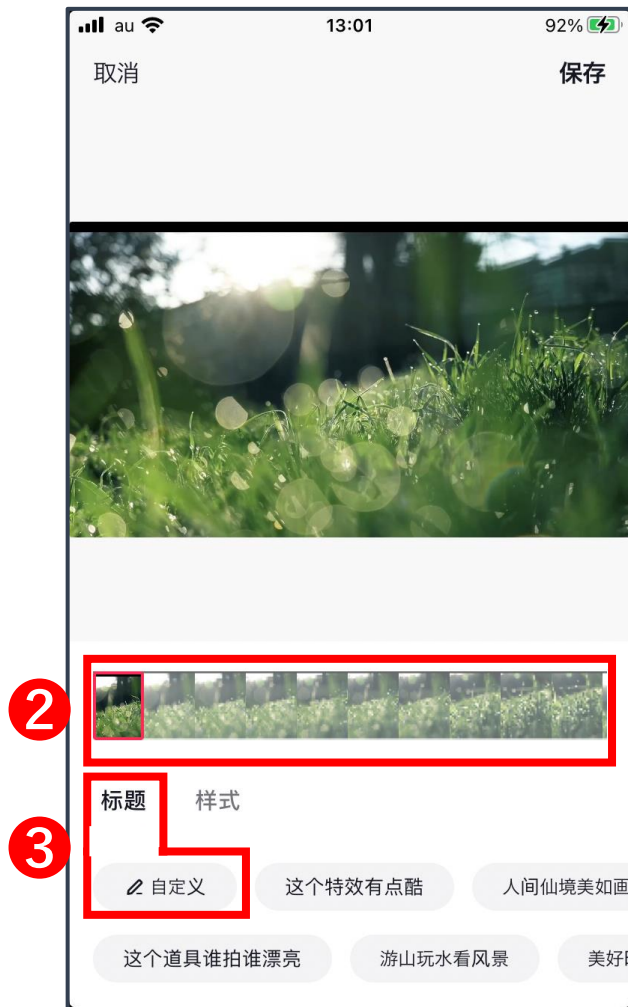 au 13:01 92%
取消 保存
2
标题 样式
3
自定义 这个特效有点酷 人间仙境美如画
这个道具谁拍谁漂亮 游山玩水看风景 美好